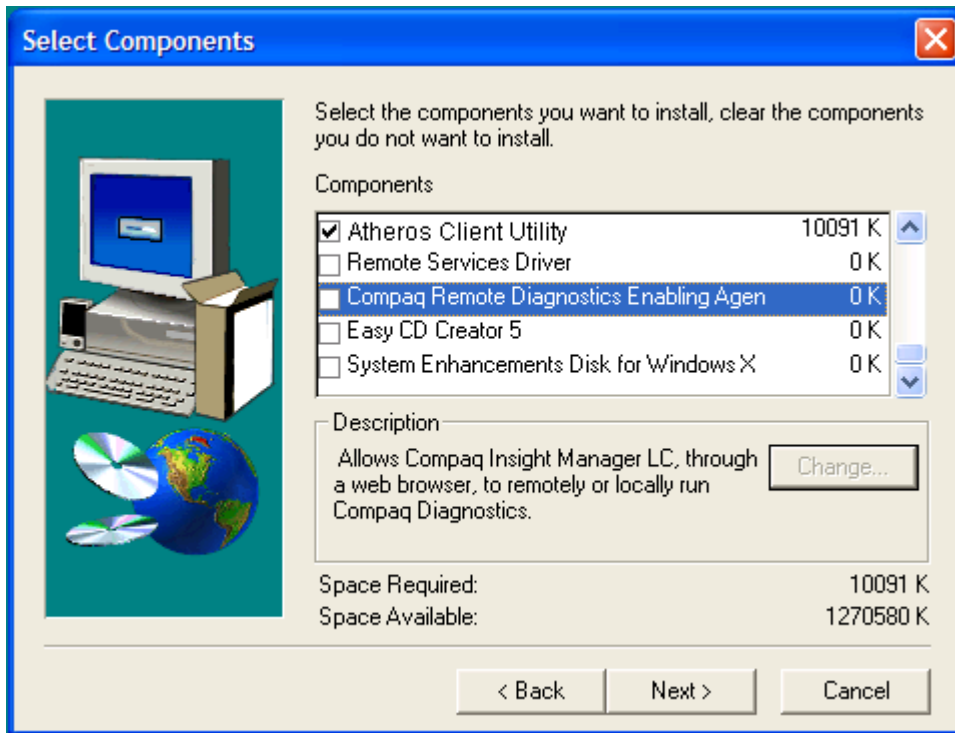 Select Components
Select the components you want to install, clear the components
you do not want to install.
Components
Atheros Client Utility 10091 K
Remote Services Driver 0 K
Compaq Remote Diagnostics Enabling Agen 0 K
Easy CD Creator 5 0 K
System Enhancements Disk for Windows X 0 K
Description
Allows Compaq Insight Manager LC, through
a web browser, to remotely or locally run
Compaq Diagnostics.
Change...
Space Required: 10091 K
Space Available: 1270580 K
< Back Next > Cancel